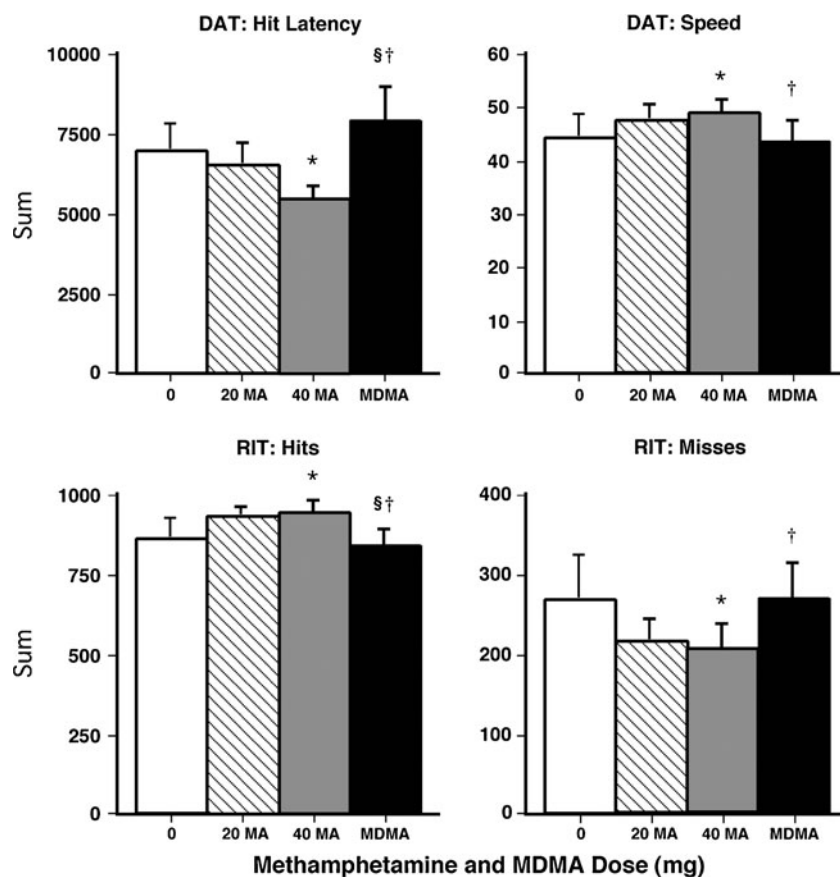 DAT: Hit Latency
§†
10000
7500
*
5000
2500
0
Sum
0 20 MA 40 MA MDMA
DAT: Speed
60
*
†
50
40
30
20
10
0
0 20 MA 40 MA MDMA
RIT: Hits
*
1000
§†
750
500
250
0
Sum
0 20 MA 40 MA MDMA
RIT: Misses
400
†
300
*
200
100
0
0 20 MA 40 MA MDMA
Methamphetamine and MDMA Dose (mg)